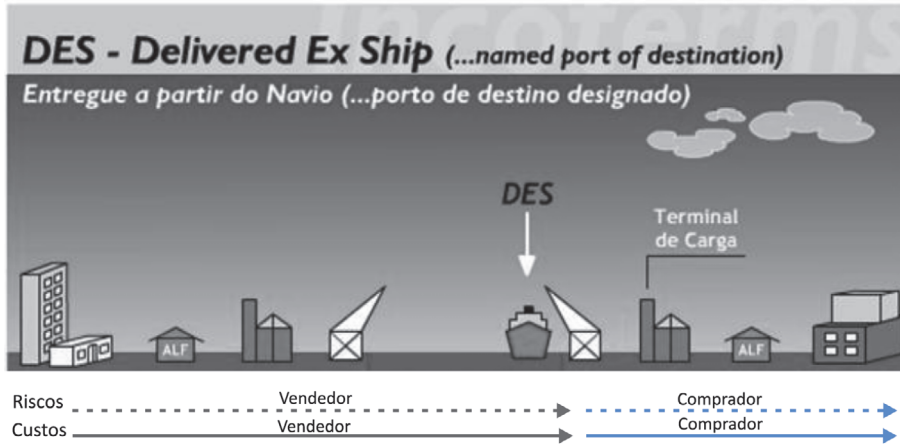 Incoterms
DES - Delivered Ex Ship (...named port of destination)
Entregue a partir do Navio (...porto de destino designado)
DES
Terminal
de Carga
ALF
ALF
Riscos Vendedor Comprador
Custos Vendedor Comprador